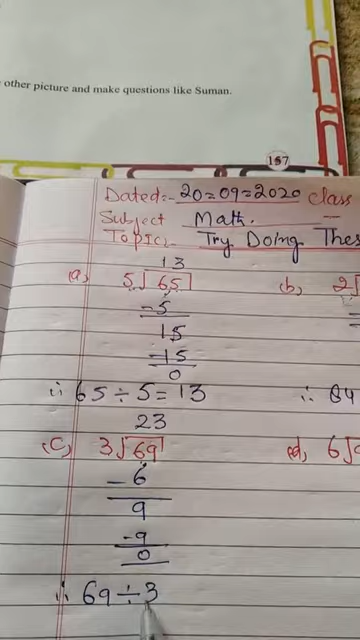 other picture and make questions like Suman.
157
Dated:- 20=09=2020 Class
Subject Math.
Topic:- Try Doing Thes
13
(a) 5√65 (b) 2
-5
15
-15
0
∴ 65÷5=13 ∴ 84
23
(c) 3√69 (d) 6
-6
9
-9
0
∴ 69÷3